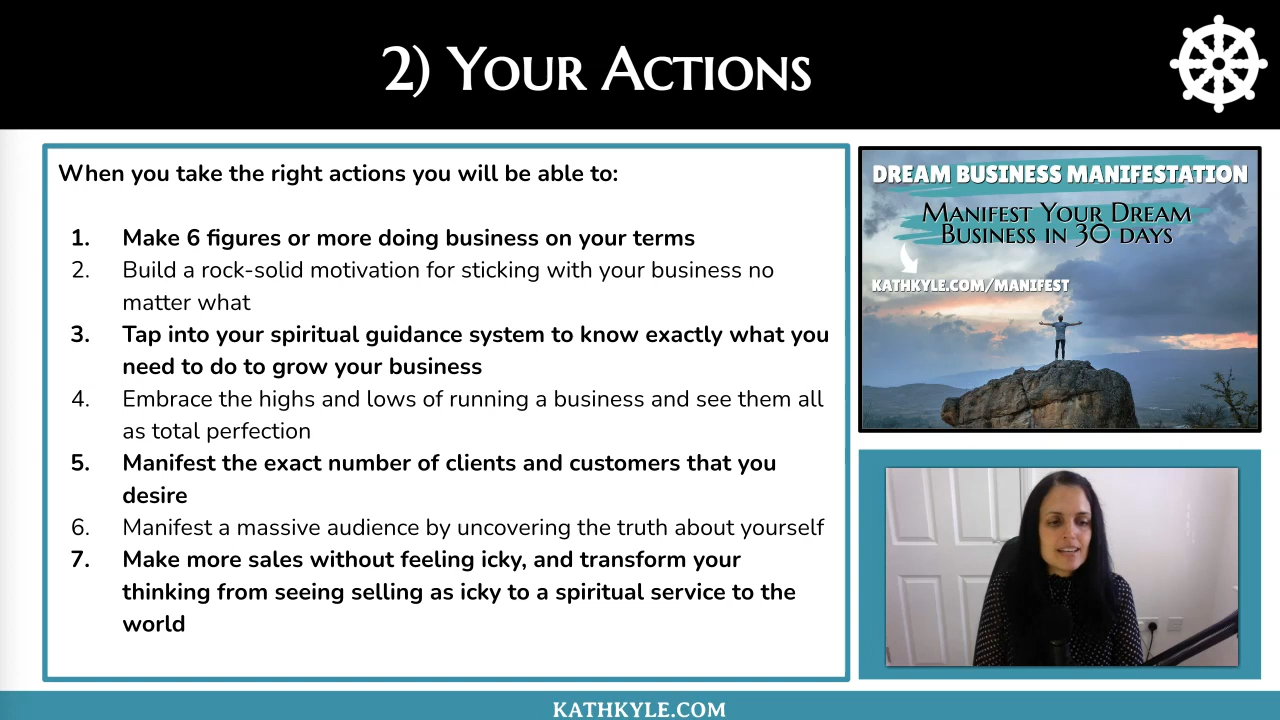 2) Your Actions
When you take the right actions you will be able to:
1. Make 6 figures or more doing business on your terms
2. Build a rock-solid motivation for sticking with your business no
matter what
3. Tap into your spiritual guidance system to know exactly what you
need to do to grow your business
4. Embrace the highs and lows of running a business and see them all
as total perfection
5. Manifest the exact number of clients and customers that you
desire
6. Manifest a massive audience by uncovering the truth about yourself
7. Make more sales without feeling icky, and transform your
thinking from seeing selling as icky to a spiritual service to the
world
DREAM BUSINESS MANIFESTATION
Manifest Your Dream
Business in 30 days
KATHKYLE.COM/MANIFEST
KATHKYLE.COM